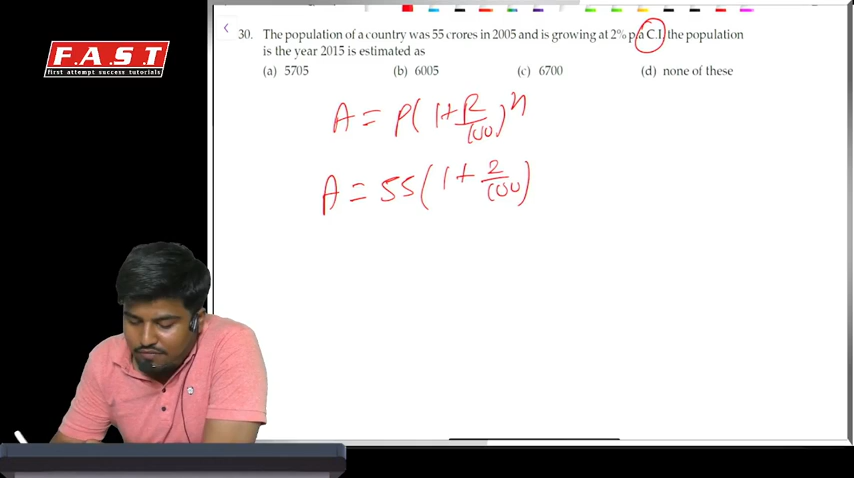 F.A.S.T
first attempt success tutorials
30. The population of a country was 55 crores in 2005 and is growing at 2% p.a C.I. the population
is the year 2015 is estimated as
(a) 5705 (b) 6005 (c) 6700 (d) none of these
A = P(1+R/100)^n
A = 55(1+2/100)